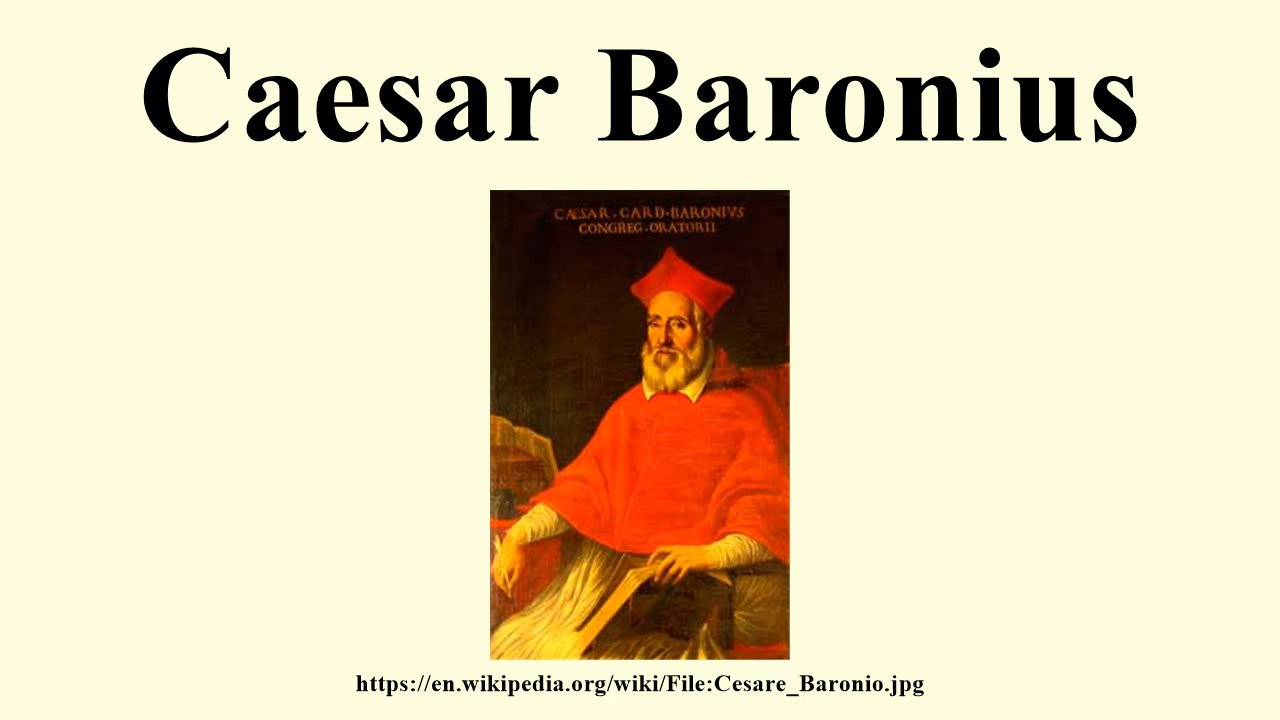 Caesar Baronius
CÆSAR · CARD · BARONIVS
CONGREG · ORATORII
https://en.wikipedia.org/wiki/File:Cesare_Baronio.jpg